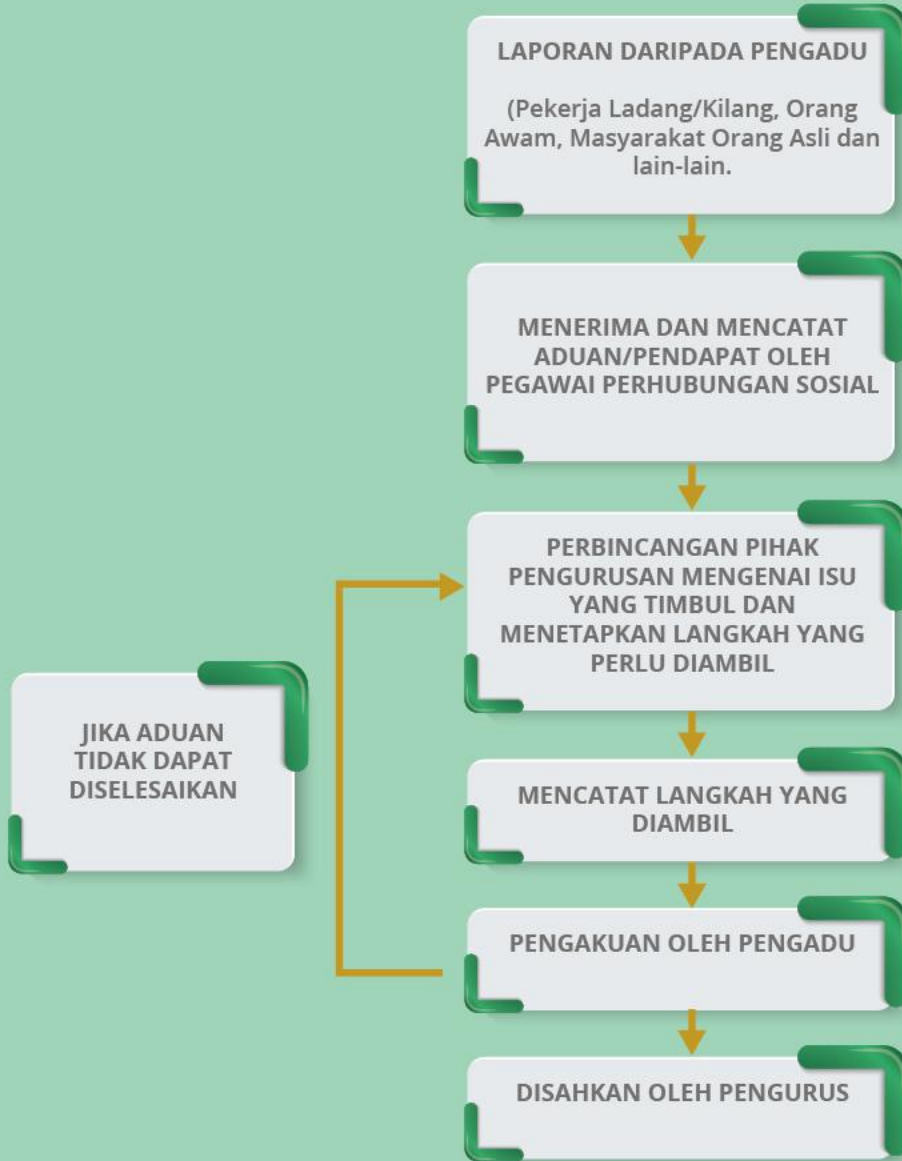 LAPORAN DARIPADA PENGADU
(Pekerja Ladang/Kilang, Orang
Awam, Masyarakat Orang Asli dan
lain-lain.
MENERIMA DAN MENCATAT
ADUAN/PENDAPAT OLEH
PEGAWAI PERHUBUNGAN SOSIAL
PERBINCANGAN PIHAK
PENGURUSAN MENGENAI ISU
YANG TIMBUL DAN
MENETAPKAN LANGKAH YANG
PERLU DIAMBIL
JIKA ADUAN
TIDAK DAPAT
DISELESAIKAN
MENCATAT LANGKAH YANG
DIAMBIL
PENGAKUAN OLEH PENGADU
DISAHKAN OLEH PENGURUS